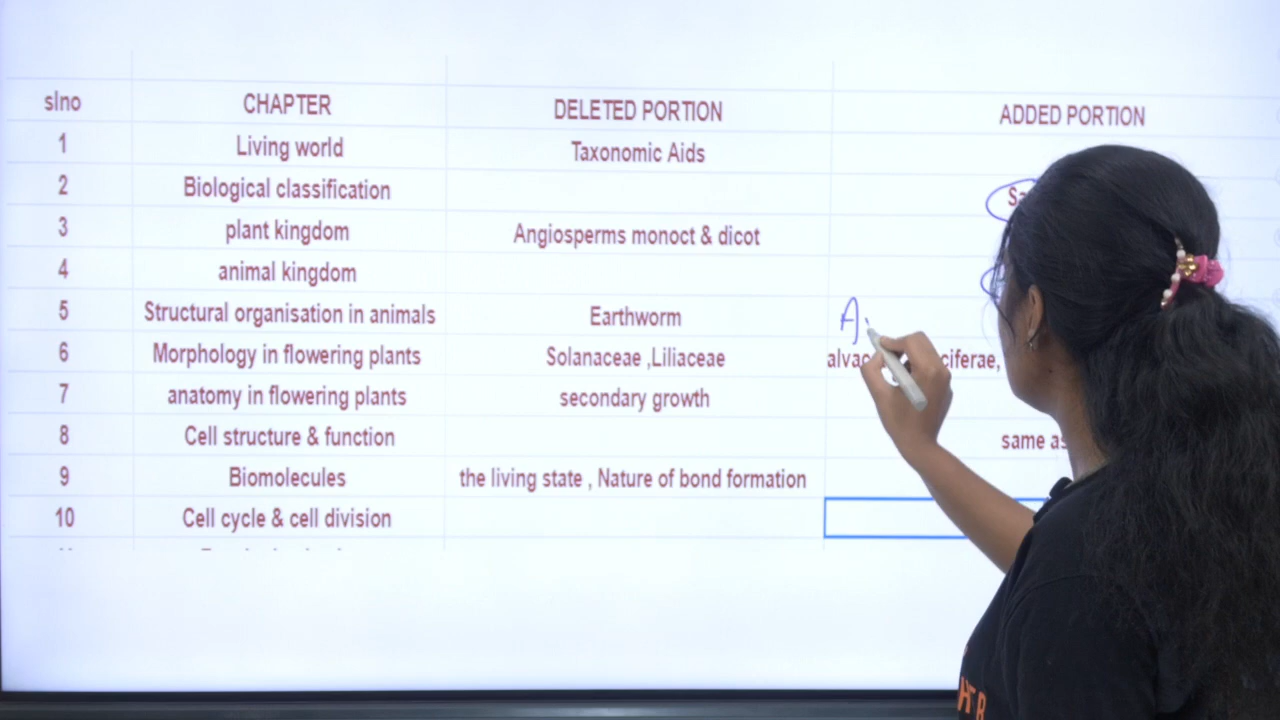 slno CHAPTER DELETED PORTION ADDED PORTION
1 Living world Taxonomic Aids
2 Biological classification
3 plant kingdom Angiosperms monoct & dicot
4 animal kingdom
5 Structural organisation in animals Earthworm A
6 Morphology in flowering plants Solanaceae ,Liliaceae
7 anatomy in flowering plants secondary growth
8 Cell structure & function same as
9 Biomolecules the living state , Nature of bond formation
10 Cell cycle & cell division